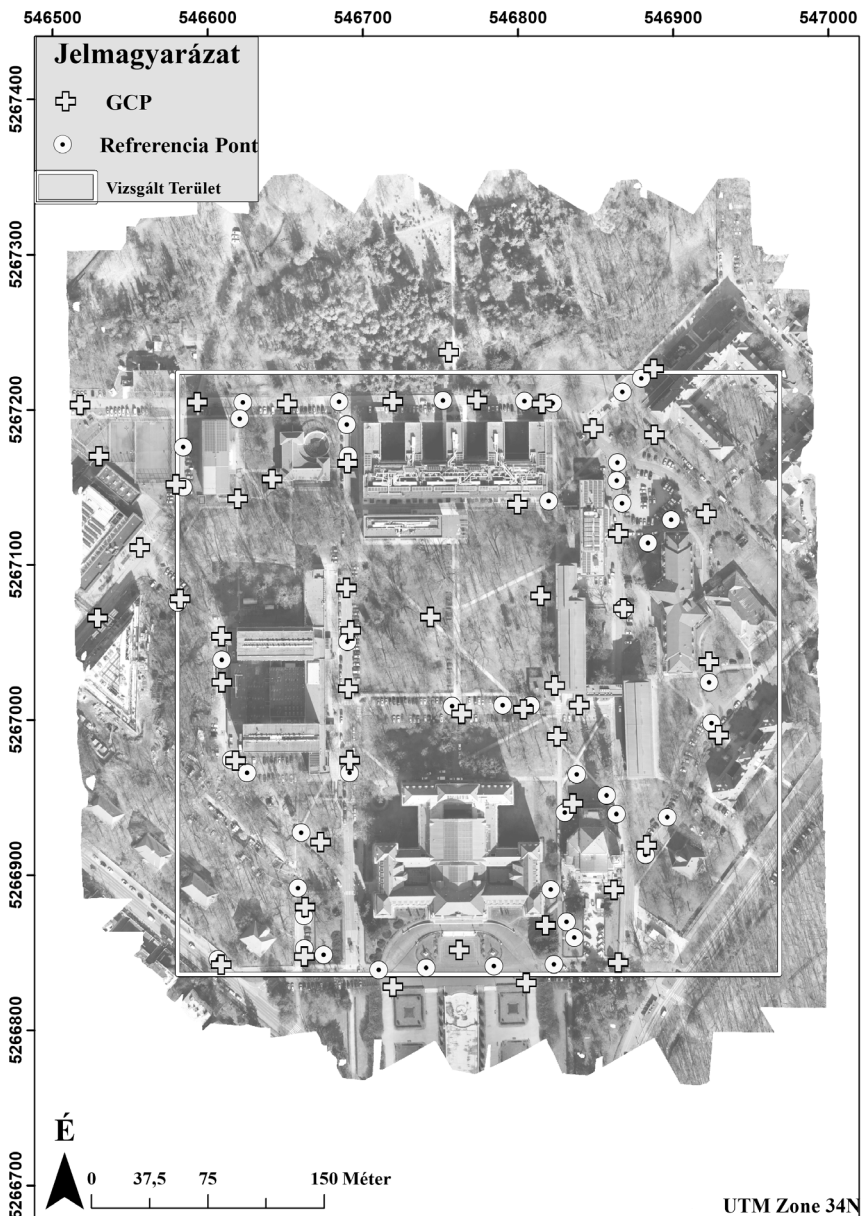 546500 546600 546700 546800 546900 547000
Jelmagyarázat
GCP
Refrerencia Pont
Vizsgált Terület
5267400
5267300
5267200
5267100
5267000
5266900
5266800
5266700
É
0 37,5 75 150 Méter
UTM Zone 34N